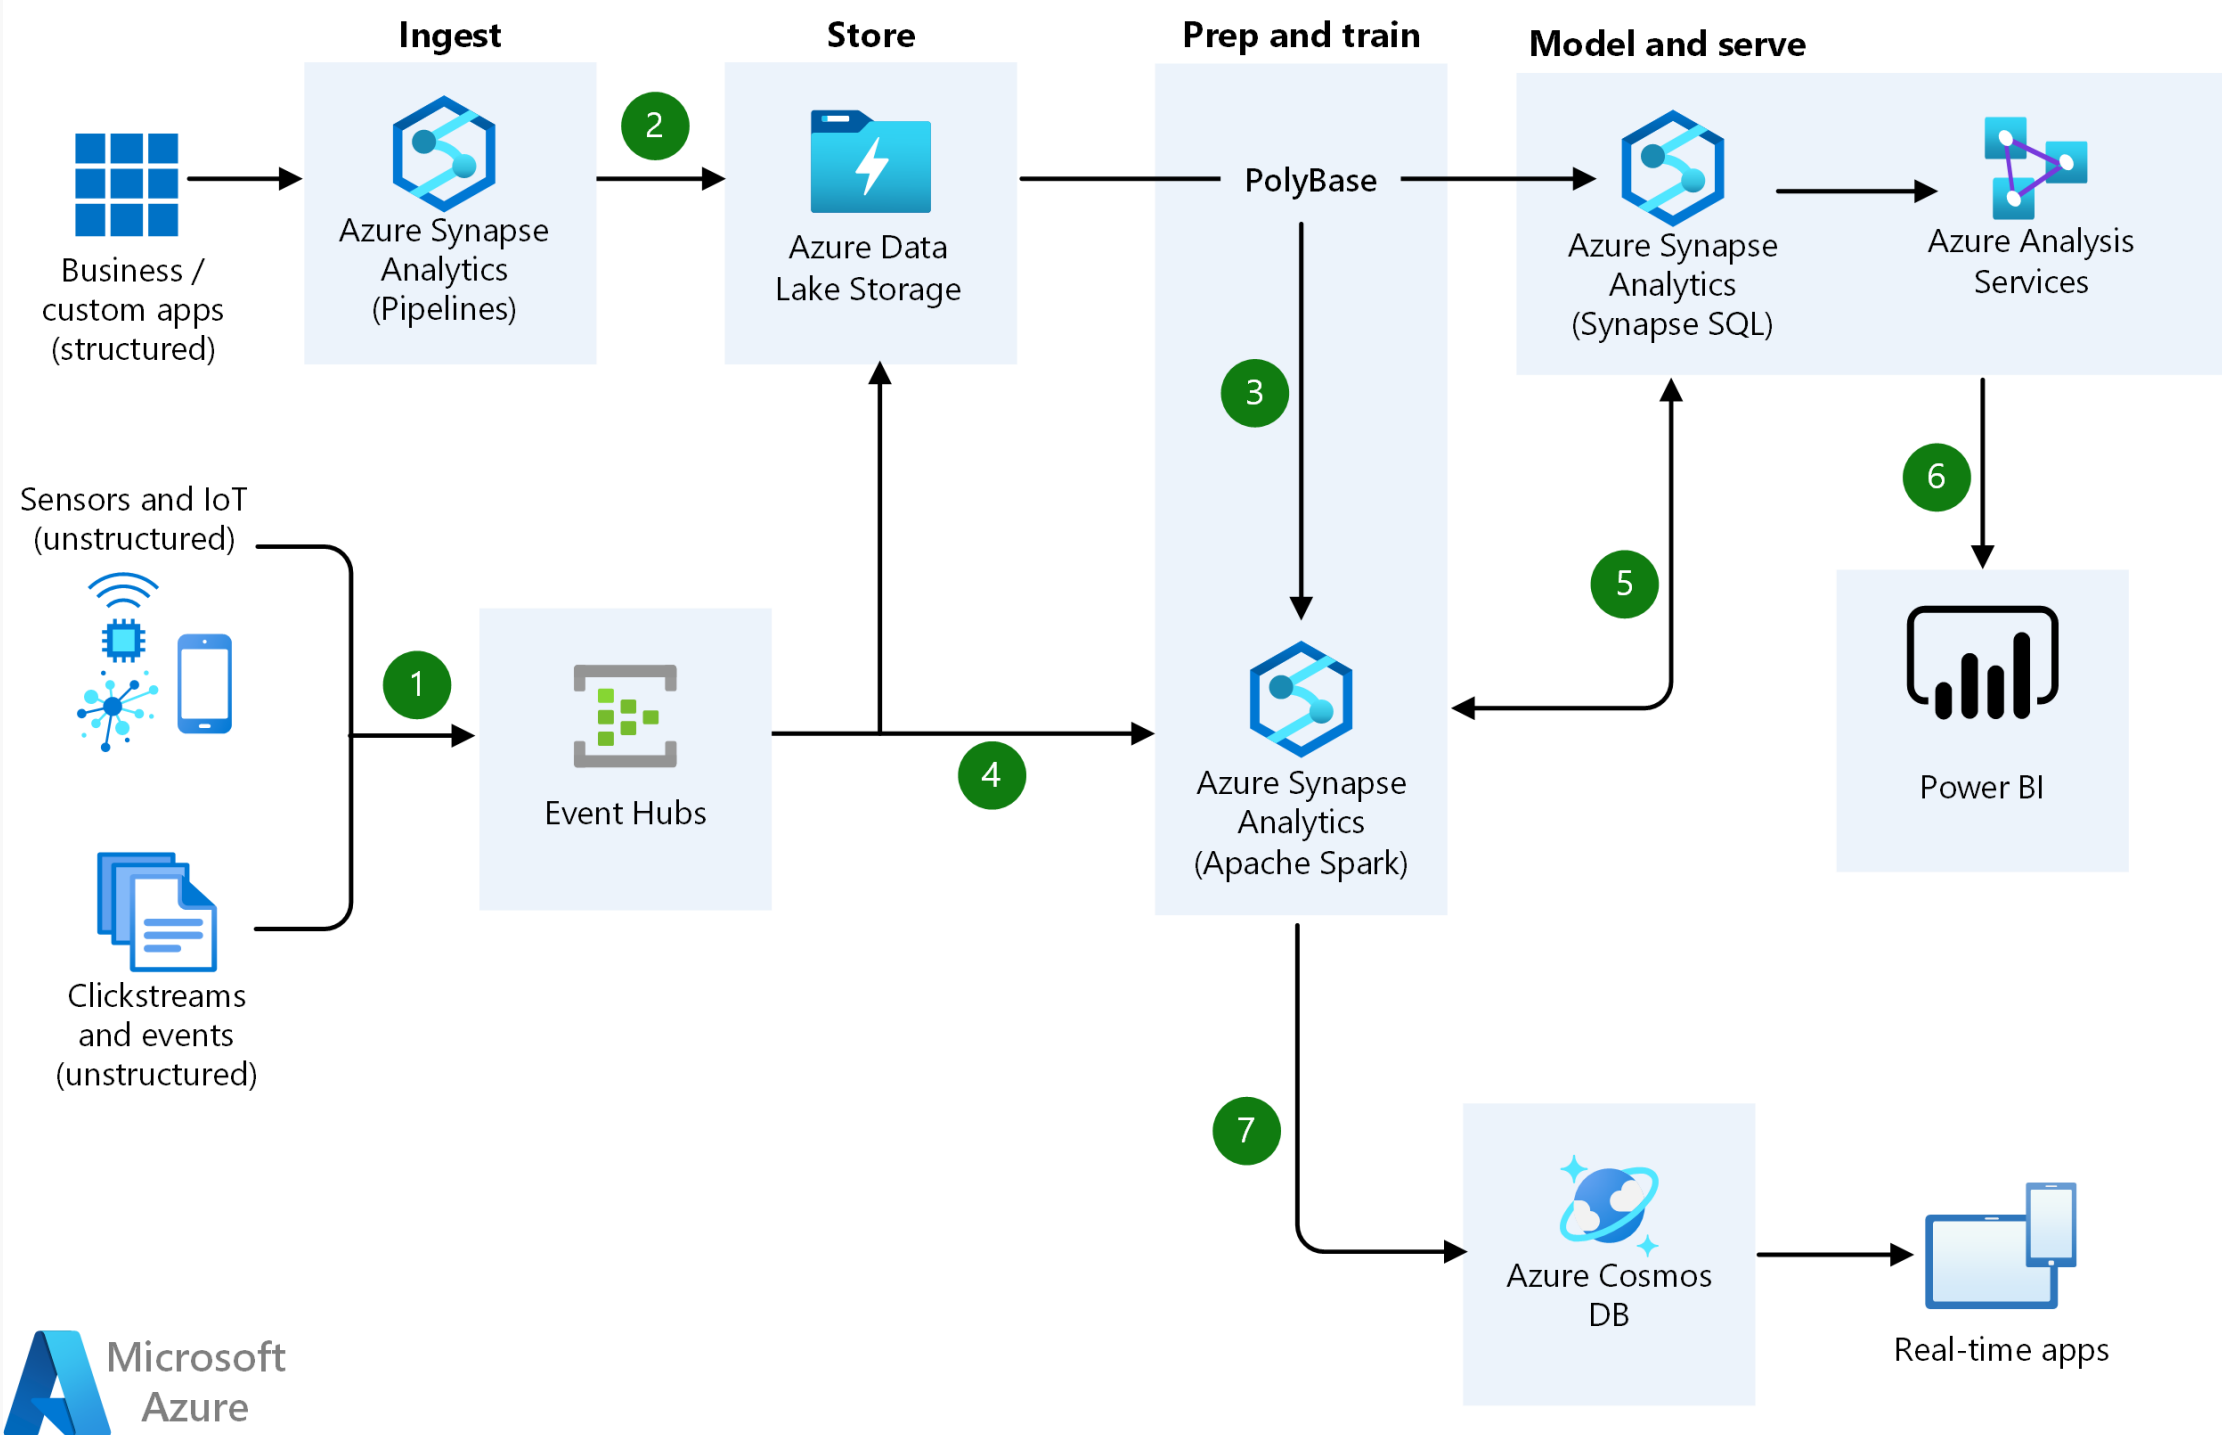 Ingest
Store
Prep and train
Model and serve
Business /
custom apps
(structured)
Azure Synapse
Analytics
(Pipelines)
2
Azure Data
Lake Storage
PolyBase
Azure Synapse
Analytics
(Synapse SQL)
Azure Analysis
Services
3
Sensors and IoT
(unstructured)
Clickstreams
and events
(unstructured)
1
Event Hubs
4
Azure Synapse
Analytics
(Apache Spark)
5
6
Power BI
7
Azure Cosmos
DB
Real-time apps
Microsoft
Azure